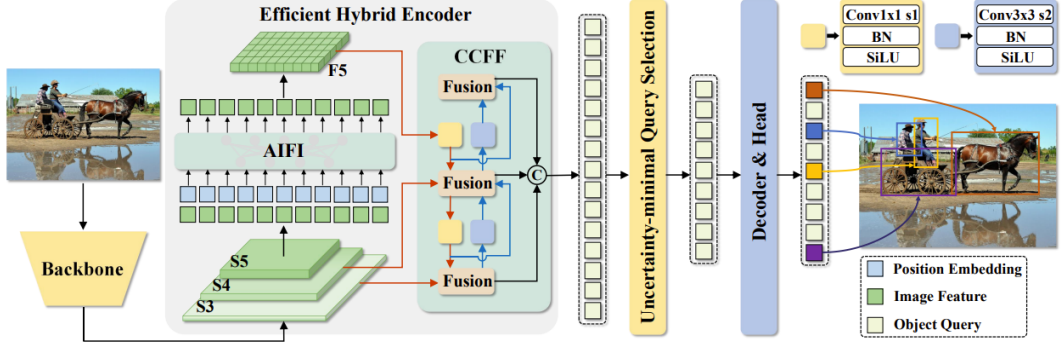 Efficient Hybrid Encoder
F5
CCFF
Fusion
AIFI
Fusion
C
S5
S4
S3
Fusion
Backbone
Uncertainty-minimal Query Selection
Decoder & Head
Conv1x1 s1
BN
SiLU
Conv3x3 s2
BN
SiLU
Position Embedding
Image Feature
Object Query